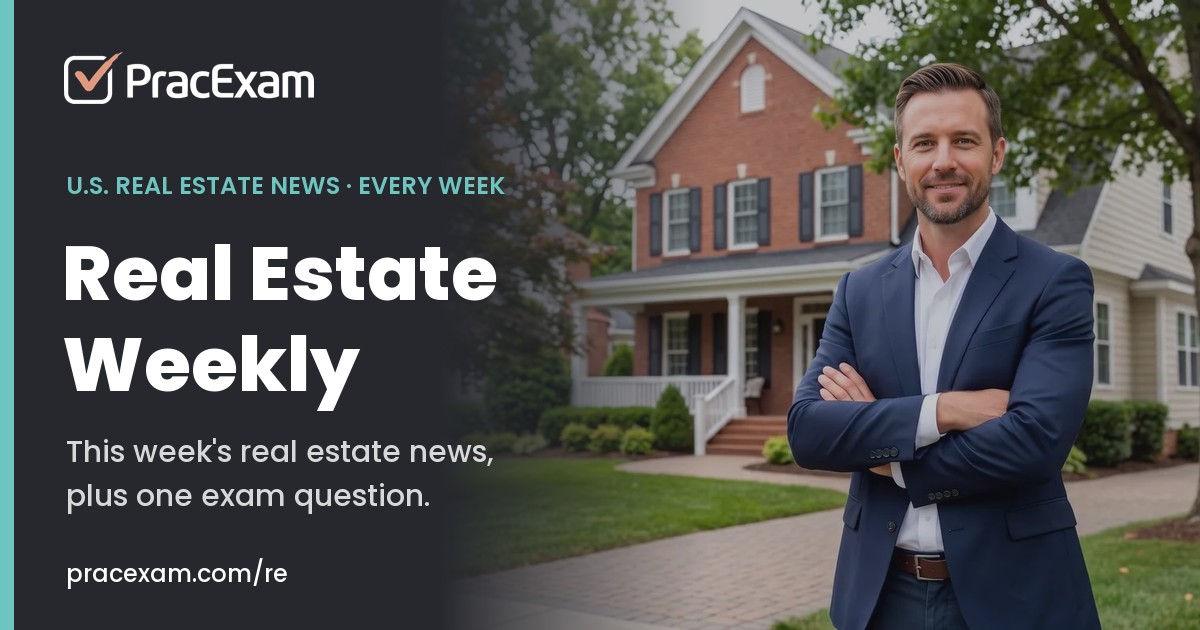 PracExam
U.S. REAL ESTATE NEWS · EVERY WEEK
Real Estate
Weekly
This week's real estate news,
plus one exam question.
pracexam.com/re